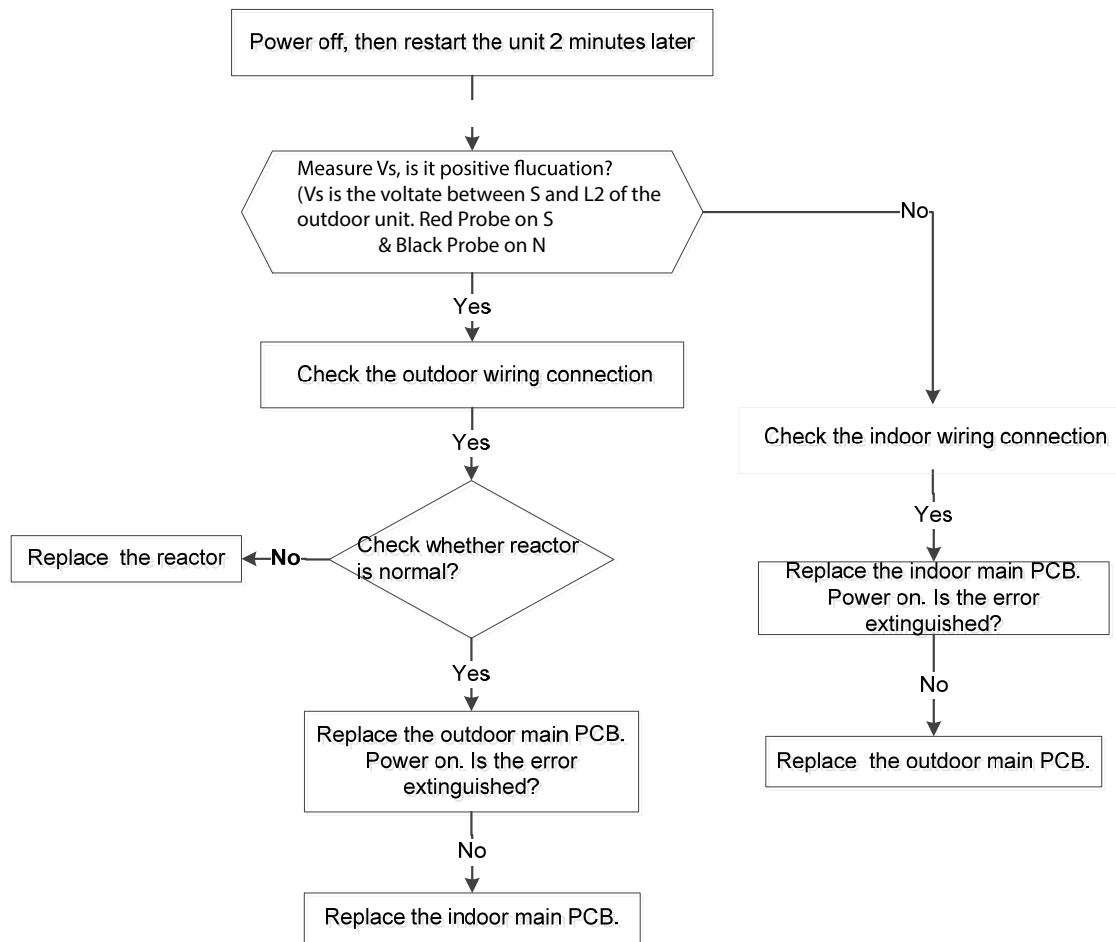 Power off, then restart the unit 2 minutes later
Measure Vs, is it positive flucuation?
(Vs is the voltate between S and L2 of the
outdoor unit. Red Probe on S
& Black Probe on N
No
Yes
Check the outdoor wiring connection
Yes
Check the indoor wiring connection
Yes
Check whether reactor
is normal?
No
Replace the reactor
Replace the indoor main PCB.
Power on. Is the error
extinguished?
Yes
No
Replace the outdoor main PCB.
Power on. Is the error
extinguished?
Replace the outdoor main PCB.
No
Replace the indoor main PCB.